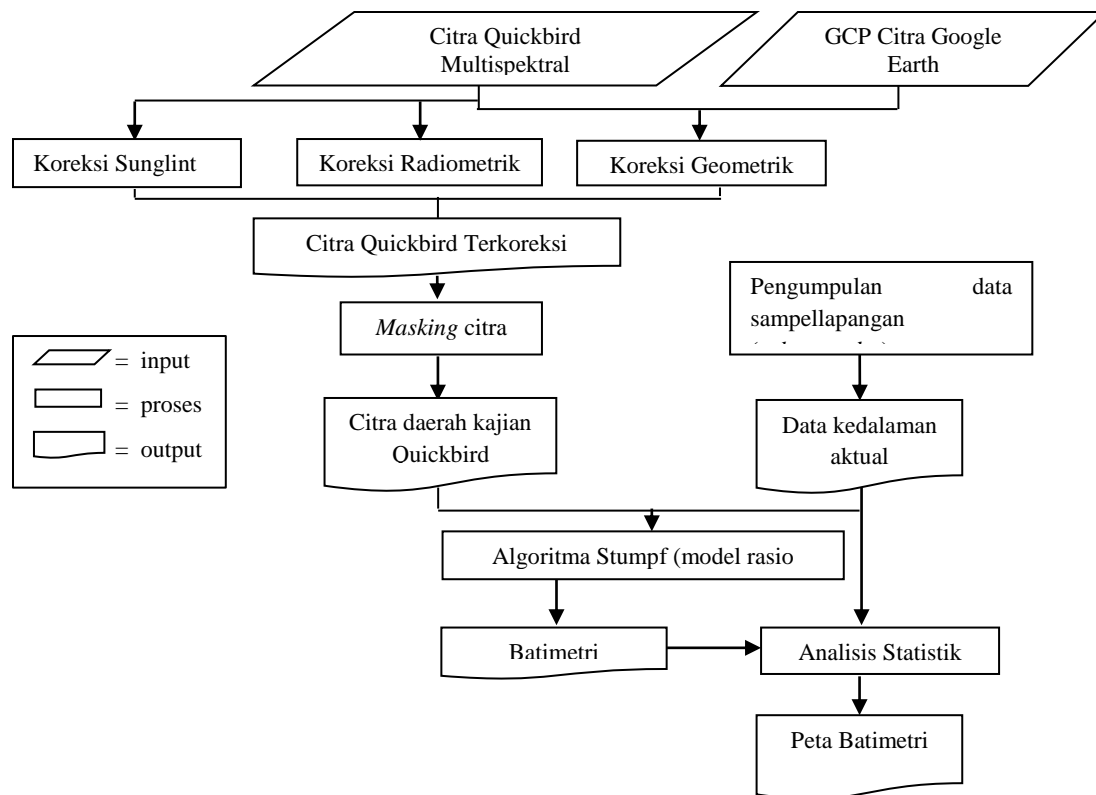 Citra Quickbird
Multispektral
GCP Citra Google
Earth
Koreksi Sunglint
Koreksi Radiometrik
Koreksi Geometrik
Citra Quickbird Terkoreksi
Pengumpulan data
sampellapangan
Masking citra
= input
= proses
= output
Citra daerah kajian
Quickbird
Data kedalaman
aktual
Algoritma Stumpf (model rasio
Batimetri
Analisis Statistik
Peta Batimetri